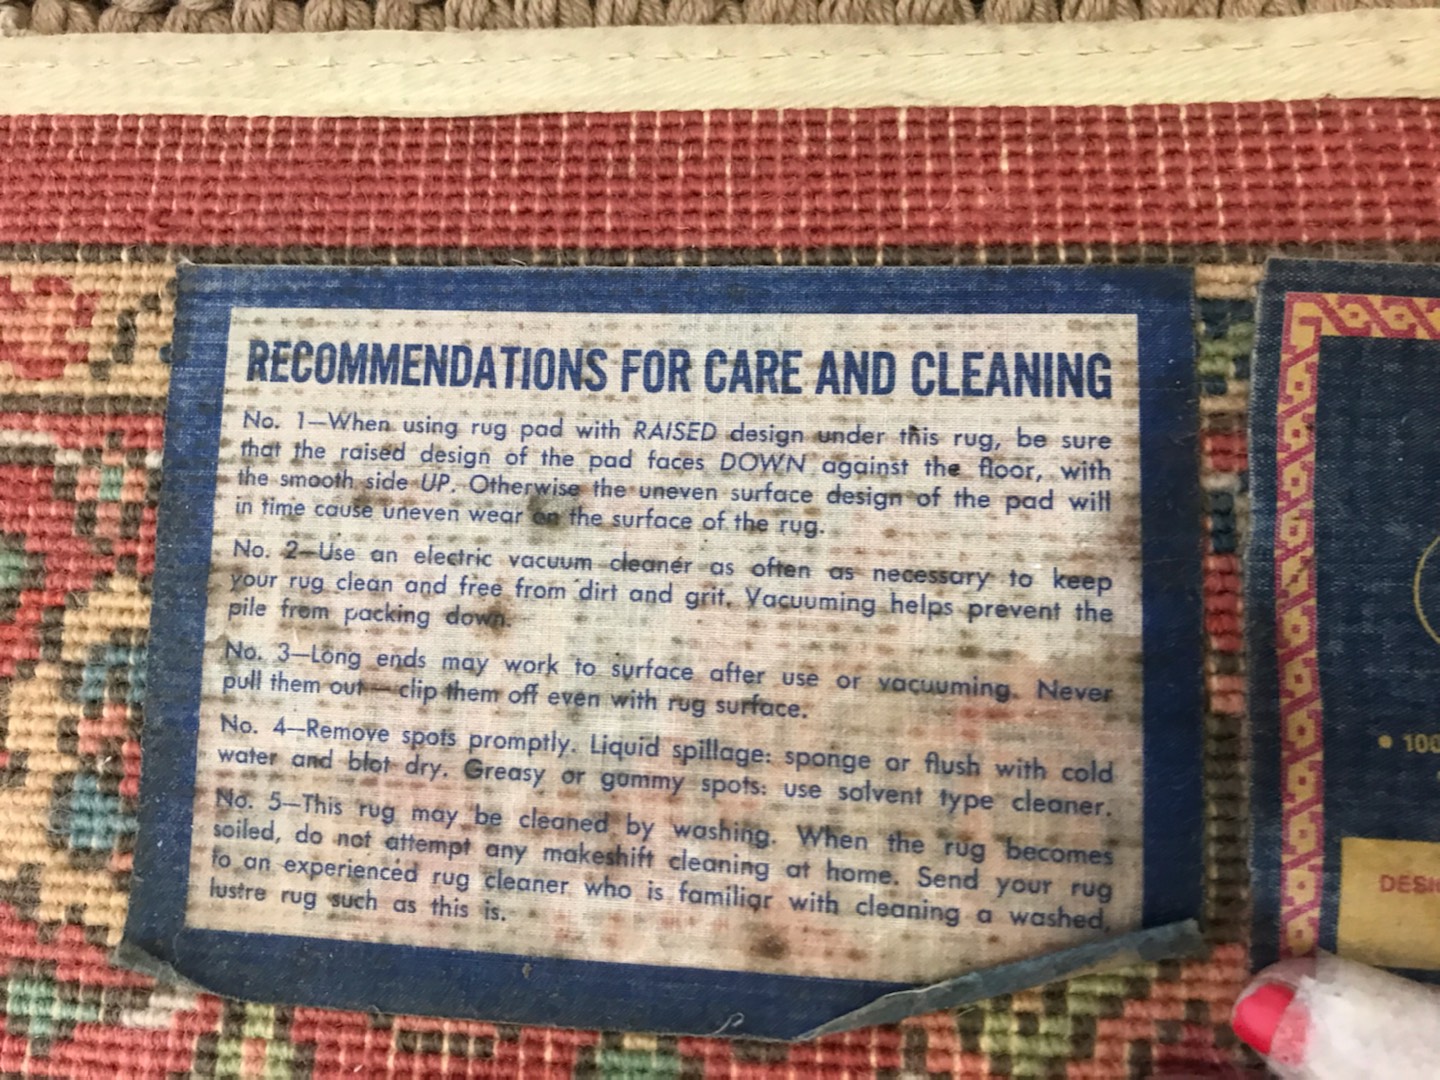 RECOMMENDATIONS FOR CARE AND CLEANING
No. 1—When using rug pad with RAISED design under this rug, be sure
that the raised design of the pad faces DOWN against the floor, with
the smooth side UP. Otherwise the uneven surface design of the pad will
in time cause uneven wear on the surface of the rug.
No. 2—Use an electric vacuum cleaner as often as necessary to keep
your rug clean and free from dirt and grit. Vacuuming helps prevent the
pile from packing down.
No. 3—Long ends may work to surface after use or vacuuming. Never
pull them out — clip them off even with rug surface.
No. 4—Remove spots promptly. Liquid spillage: sponge or flush with cold
water and blot dry. Greasy or gummy spots: use solvent type cleaner.
No. 5—This rug may be cleaned by washing. When the rug becomes
soiled, do not attempt any makeshift cleaning at home. Send your rug
to an experienced rug cleaner who is familiar with cleaning a washed,
lustre rug such as this is.
• 100
DESI